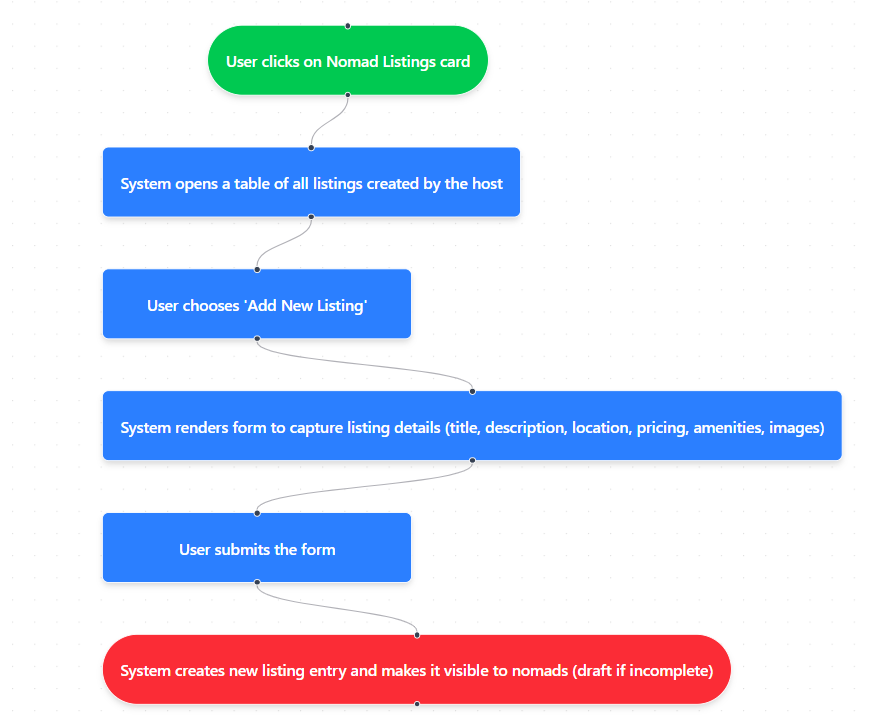 User clicks on Nomad Listings card
System opens a table of all listings created by the host
User chooses 'Add New Listing'
System renders form to capture listing details (title, description, location, pricing, amenities, images)
User submits the form
System creates new listing entry and makes it visible to nomads (draft if incomplete)